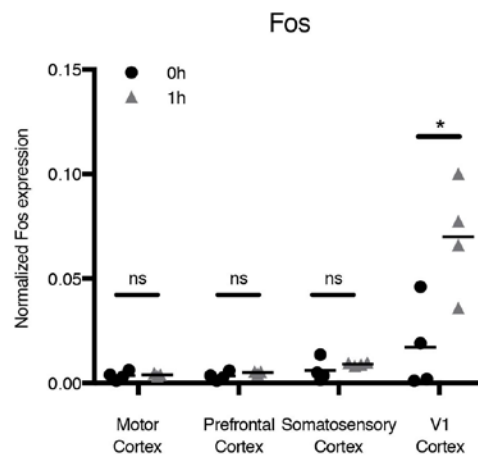 Fos
0.15
0h
1h
*
0.10
Normalized Fos expression
0.05
ns
ns
ns
0.00
Motor Cortex
Prefrontal Cortex
Somatosensory Cortex
V1 Cortex